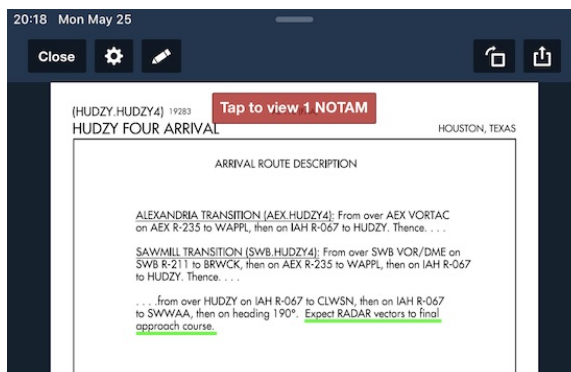 20:18 Mon May 25
Close
Tap to view 1 NOTAM
(HUDZY.HUDZY4) 19283
HUDZY FOUR ARRIVAL
HOUSTON, TEXAS
ARRIVAL ROUTE DESCRIPTION
ALEXANDRIA TRANSITION (AEX.HUDZY4): From over AEX VORTAC
on AEX R-235 to WAPPL, then on IAH R-067 to HUDZY. Thence. . . .
SAWMILL TRANSITION (SWB.HUDZY4): From over SWB VOR/DME on
SWB R-211 to BRWCK, then on AEX R-235 to WAPPL, then on IAH R-067
to HUDZY. Thence. . . .
. . . .from over HUDZY on IAH R-067 to CLWSN, then on IAH R-067
to SWWAA, then on heading 190°. Expect RADAR vectors to final
approach course.